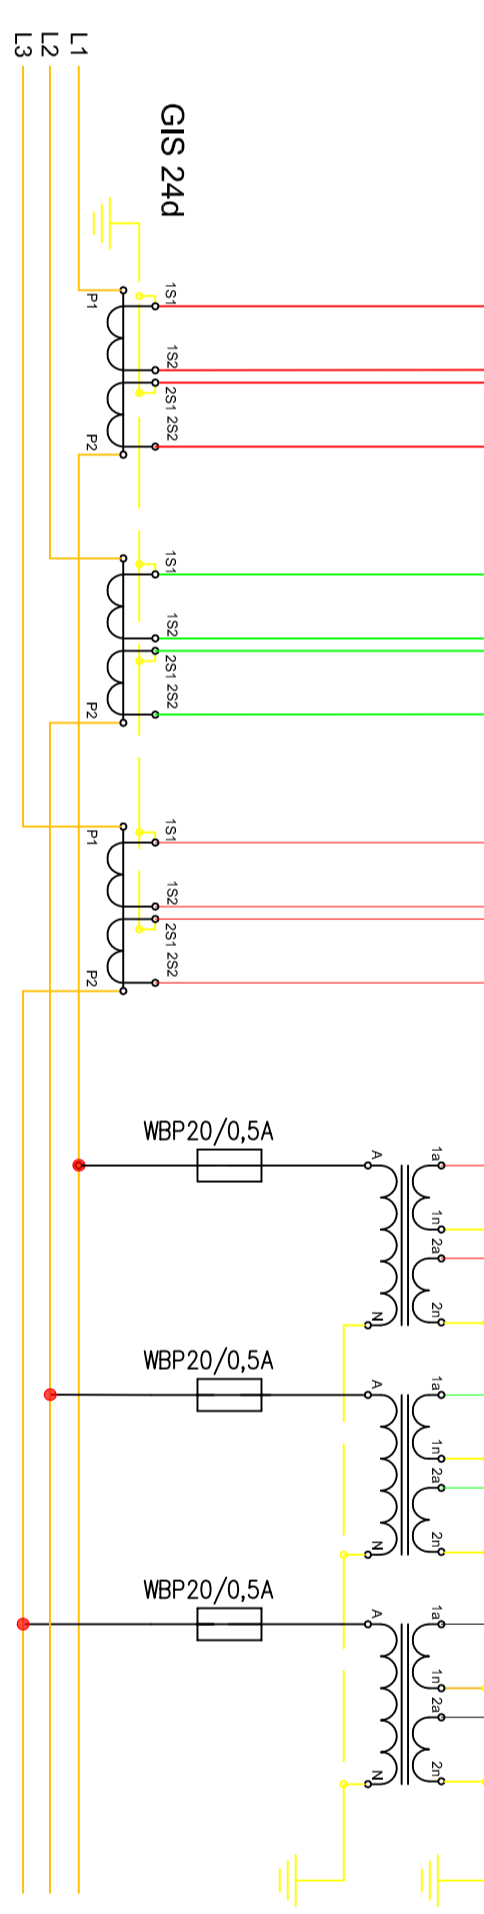 L1
L2
L3
GIS 24d
P1
1S1
1S2
2S1 2S2
P2
1S1
1S2
2S1 2S2
P2
P1
1S1
1S2
2S1 2S2
P2
WBP20/0,5A
A
N
1a
1n
2a
2n
WBP20/0,5A
A
N
1a
1n
2a
2n
WBP20/0,5A
A
N
1a
1n
2a
2n